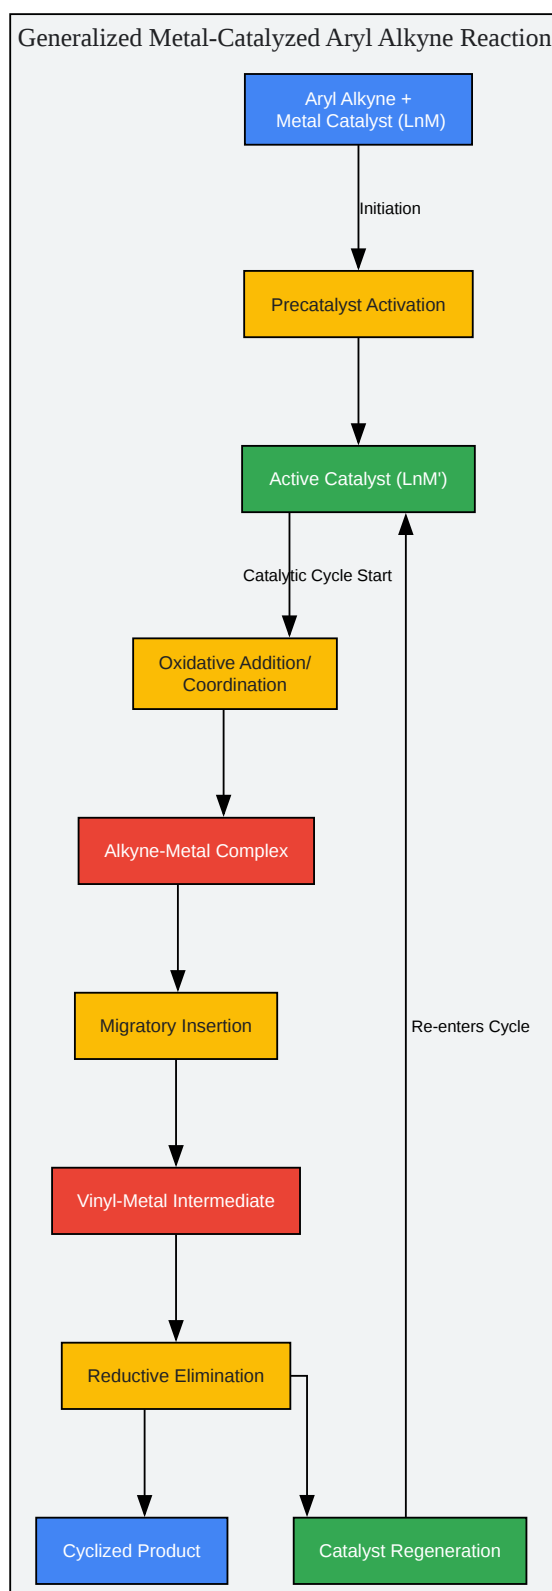 Generalized Metal-Catalyzed Aryl Alkyne Reaction
Aryl Alkyne +
Metal Catalyst (LnM)
Initiation
Precatalyst Activation
Active Catalyst (LnM')
Catalytic Cycle Start
Oxidative Addition/
Coordination
Alkyne-Metal Complex
Migratory Insertion
Re-enters Cycle
Vinyl-Metal Intermediate
Reductive Elimination
Cyclized Product
Catalyst Regeneration